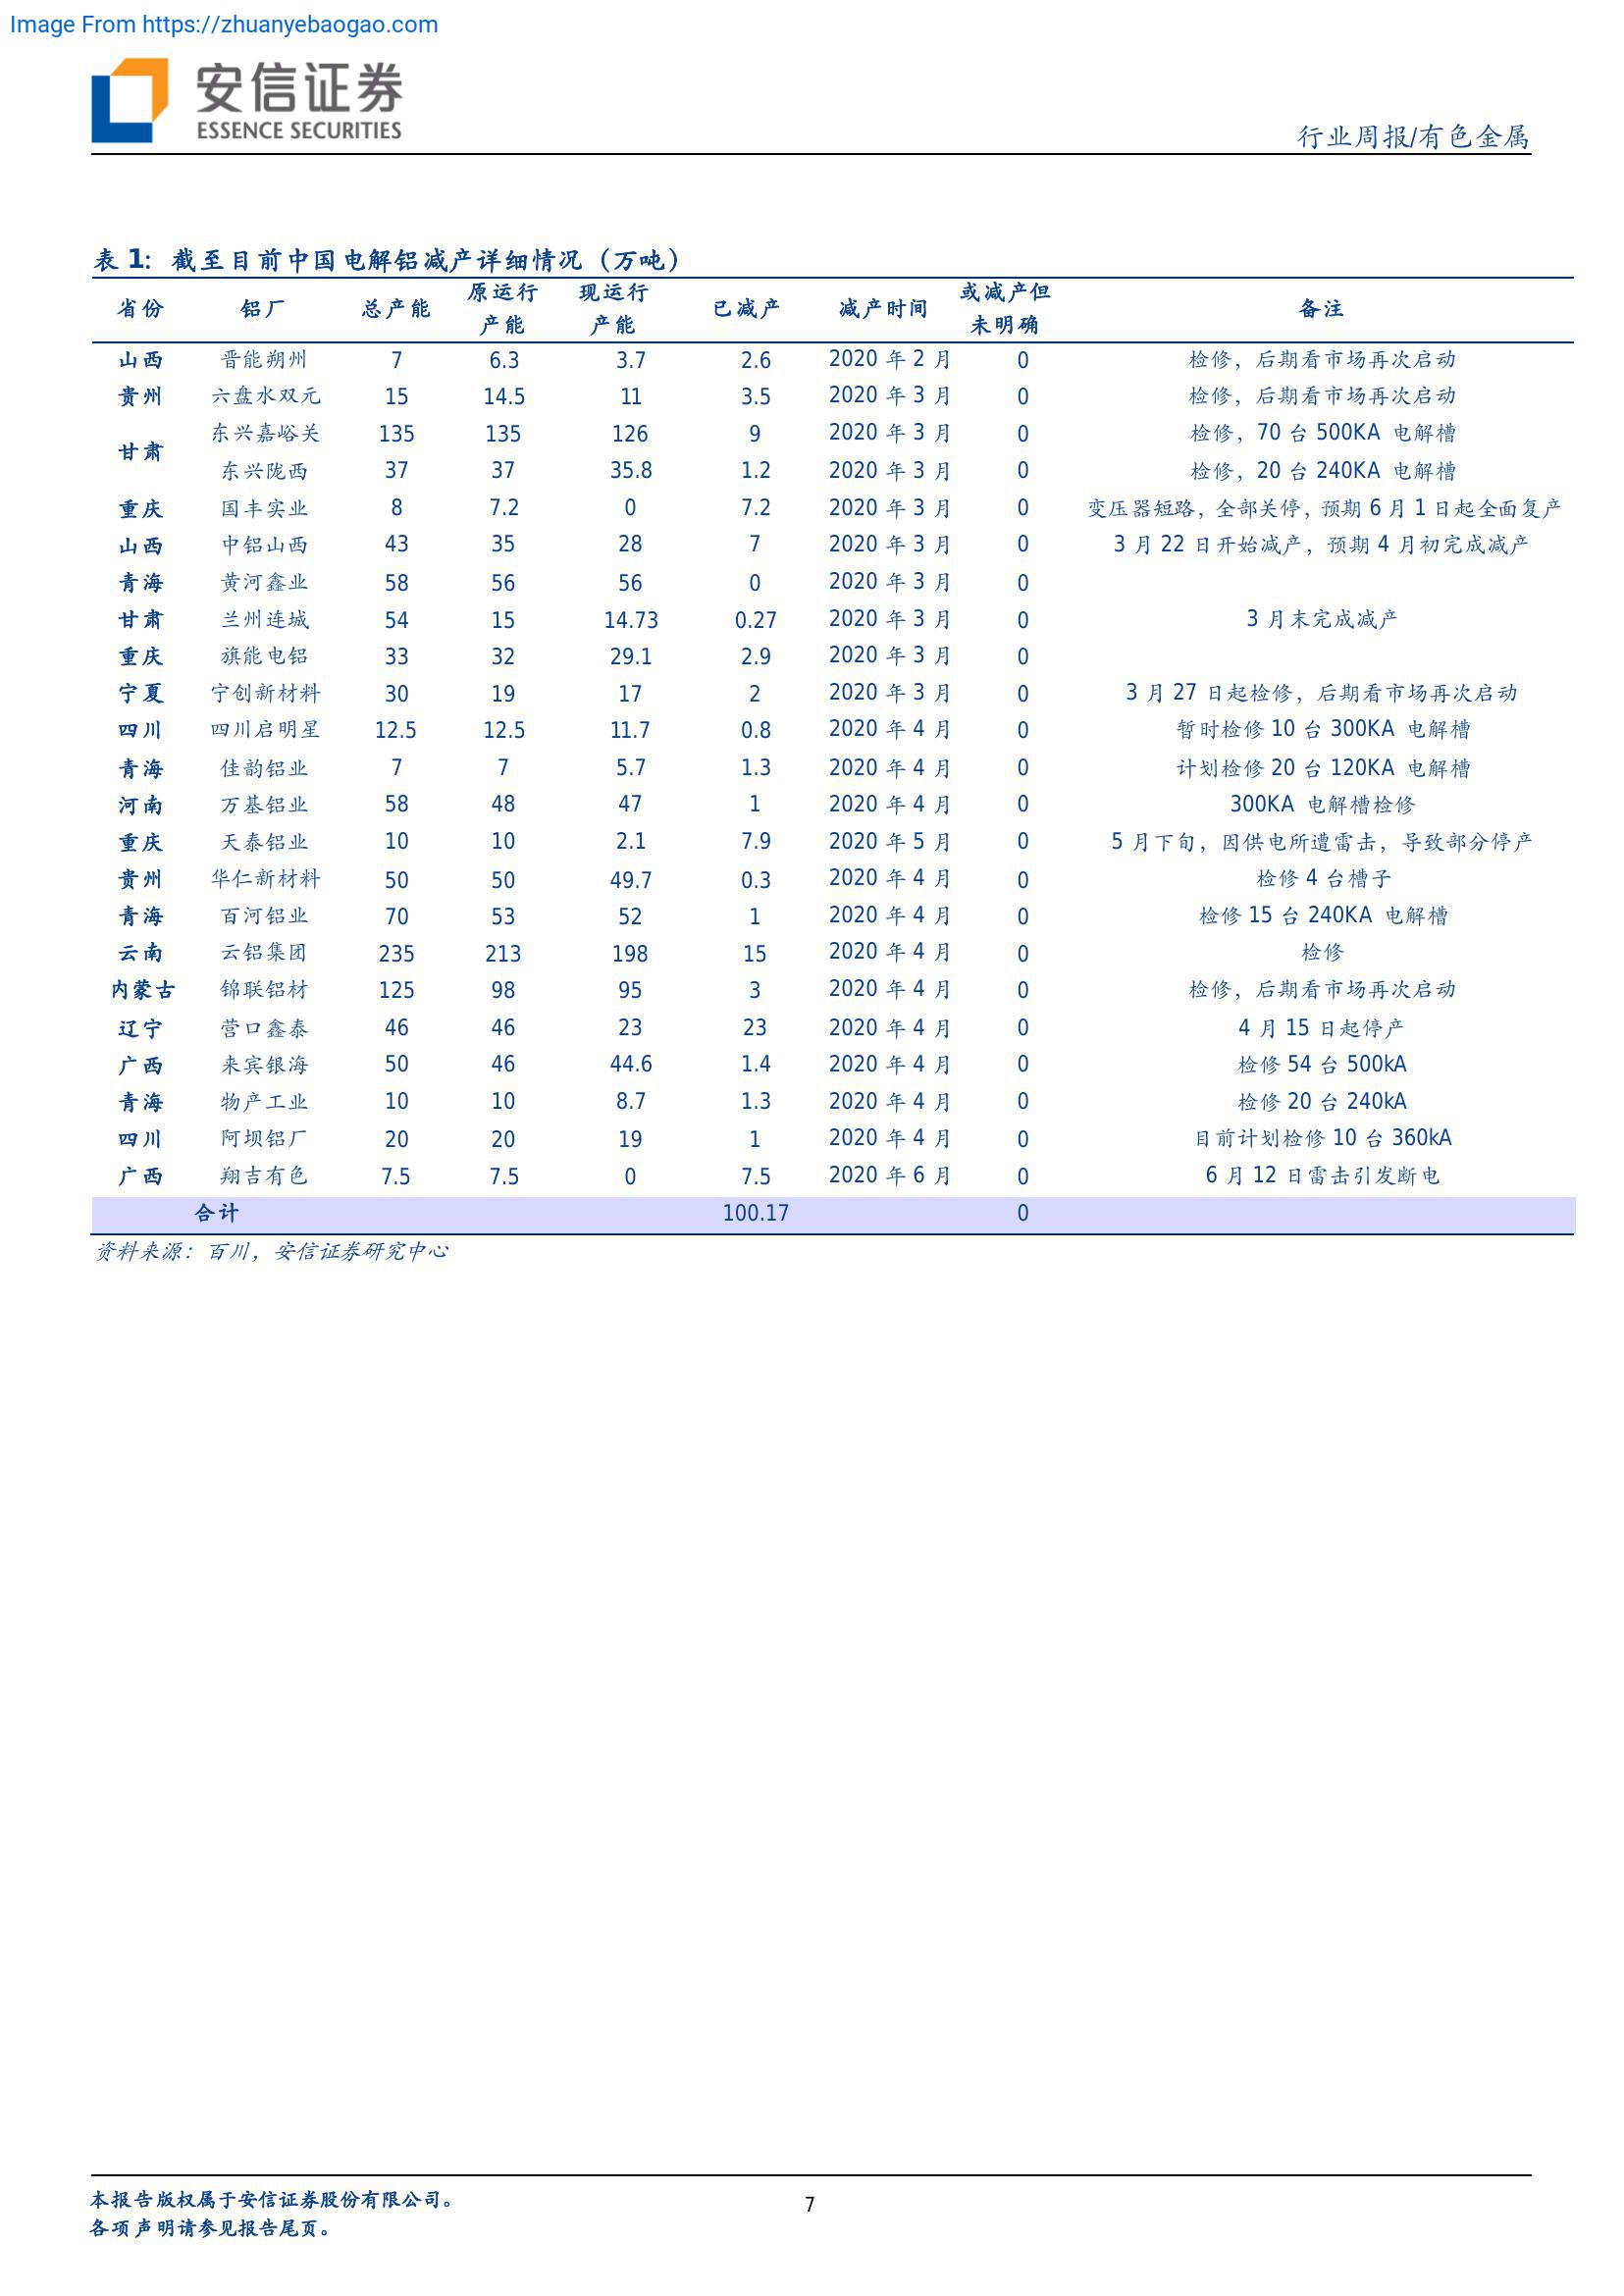 Image From https://zhuanyebaogao.com
安信证券
ESSENCE SECURITIES
行业周报/有色金属
表 1：截至目前中国电解铝减产详细情况（万吨）
省份 铝厂 总产能 原运行产能 现运行产能 已减产 减产时间 或减产但未明确 备注
山西 晋能朔州 7 6.3 3.7 2.6 2020 年 2 月 0 检修，后期看市场再次启动
贵州 六盘水双元 15 14.5 11 3.5 2020 年 3 月 0 检修，后期看市场再次启动
甘肃 东兴嘉峪关 135 135 126 9 2020 年 3 月 0 检修，70 台 500KA 电解槽
东兴陇西 37 37 35.8 1.2 2020 年 3 月 0 检修，20 台 240KA 电解槽
重庆 国丰实业 8 7.2 0 7.2 2020 年 3 月 0 变压器短路，全部关停，预期 6 月 1 日起全面复产
山西 中铝山西 43 35 28 7 2020 年 3 月 0 3 月 22 日开始减产，预期 4 月初完成减产
青海 黄河鑫业 58 56 56 0 2020 年 3 月 0
甘肃 兰州连城 54 15 14.73 0.27 2020 年 3 月 0 3 月末完成减产
重庆 旗能电铝 33 32 29.1 2.9 2020 年 3 月 0
宁夏 宁创新材料 30 19 17 2 2020 年 3 月 0 3 月 27 日起检修，后期看市场再次启动
四川 四川启明星 12.5 12.5 11.7 0.8 2020 年 4 月 0 暂时检修 10 台 300KA 电解槽
青海 佳韵铝业 7 7 5.7 1.3 2020 年 4 月 0 计划检修 20 台 120KA 电解槽
河南 万基铝业 58 48 47 1 2020 年 4 月 0 300KA 电解槽检修
重庆 天泰铝业 10 10 2.1 7.9 2020 年 5 月 0 5 月下旬，因供电所遭雷击，导致部分停产
贵州 华仁新材料 50 50 49.7 0.3 2020 年 4 月 0 检修 4 台槽子
青海 百河铝业 70 53 52 1 2020 年 4 月 0 检修 15 台 240KA 电解槽
云南 云铝集团 235 213 198 15 2020 年 4 月 0 检修
内蒙古 锦联铝材 125 98 95 3 2020 年 4 月 0 检修，后期看市场再次启动
辽宁 营口鑫泰 46 46 23 23 2020 年 4 月 0 4 月 15 日起停产
广西 来宾银海 50 46 44.6 1.4 2020 年 4 月 0 检修 54 台 500kA
青海 物产工业 10 10 8.7 1.3 2020 年 4 月 0 检修 20 台 240kA
四川 阿坝铝厂 20 20 19 1 2020 年 4 月 0 目前计划检修 10 台 360kA
广西 翔吉有色 7.5 7.5 0 7.5 2020 年 6 月 0 6 月 12 日雷击引发断电
合计 100.17 0
资料来源：百川，安信证券研究中心
本报告版权属于安信证券股份有限公司。
各项声明请参见报告尾页。
7